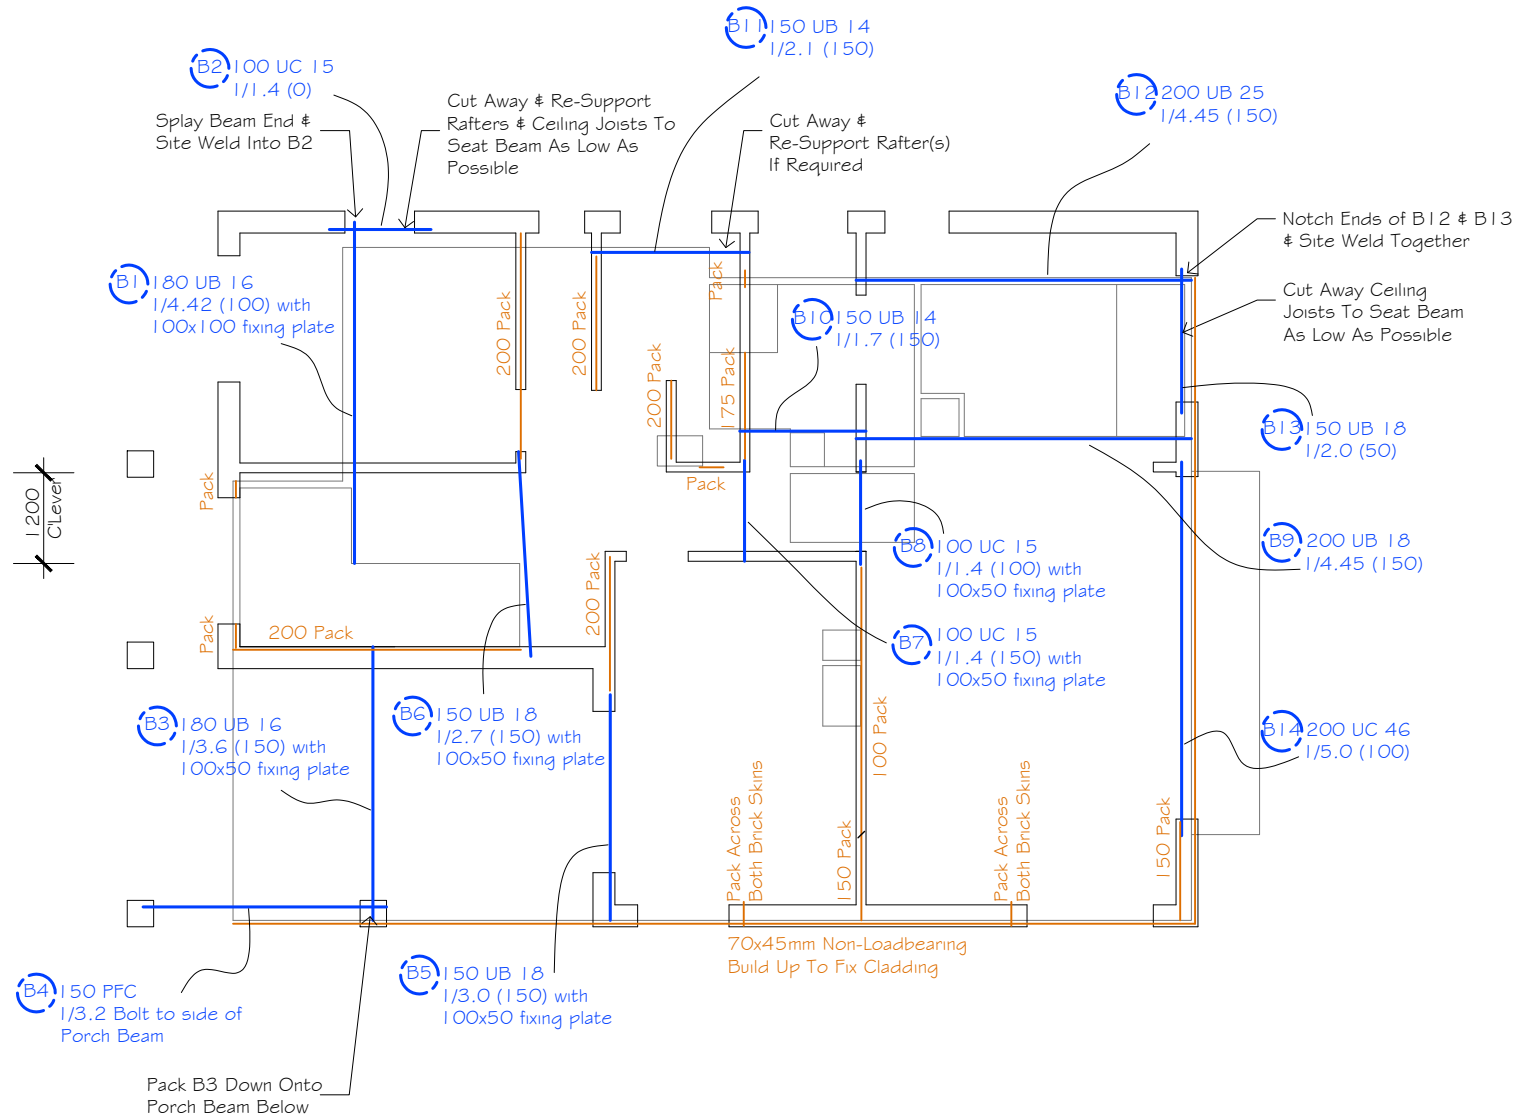 B11 150 UB 14
1/2.1 (150)
B2 100 UC 15
1/1.4 (0)
Splay Beam End &
Site Weld Into B2
Cut Away & Re-Support
Rafters & Ceiling Joists To
Seat Beam As Low As
Possible
Cut Away &
Re-Support Rafter(s)
If Required
B12 200 UB 25
1/4.45 (150)
Notch Ends of B12 & B13
& Site Weld Together
B1 180 UB 16
1/4.42 (100) with
100x100 fixing plate
Cut Away Ceiling
Joists To Seat Beam
As Low As Possible
200 Pack
200 Pack
Pack
B10 150 UB 14
1/1.7 (150)
200 Pack
175 Pack
B13 150 UB 18
1/2.0 (50)
Pack
Pack
1200
C'Lever
B8 100 UC 15
1/1.4 (100) with
100x50 fixing plate
B9 200 UB 18
1/4.45 (150)
200 Pack
Pack
200 Pack
B7 100 UC 15
1/1.4 (150) with
100x50 fixing plate
B3 180 UB 16
1/3.6 (150) with
100x50 fixing plate
B6 150 UB 18
1/2.7 (150) with
100x50 fixing plate
100 Pack
B14 200 UC 46
1/5.0 (100)
Pack Across
Both Brick Skins
150 Pack
Pack Across
Both Brick Skins
150 Pack
70x45mm Non-Loadbearing
Build Up To Fix Cladding
B4 150 PFC
1/3.2 Bolt to side of
Porch Beam
B5 150 UB 18
1/3.0 (150) with
100x50 fixing plate
Pack B3 Down Onto
Porch Beam Below